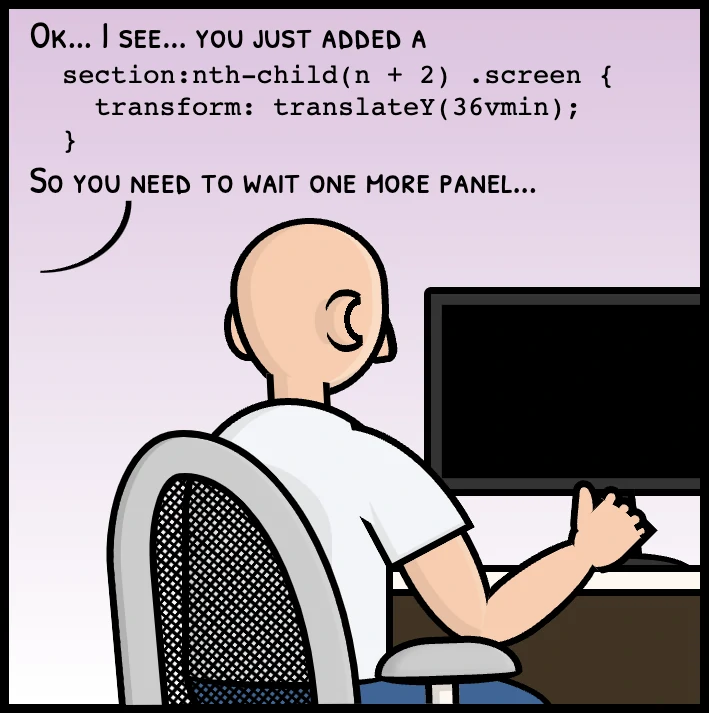 Ok... I see... you just added a
section:nth-child(n + 2) .screen {
transform: translateY(36vmin);
}
So you need to wait one more panel...